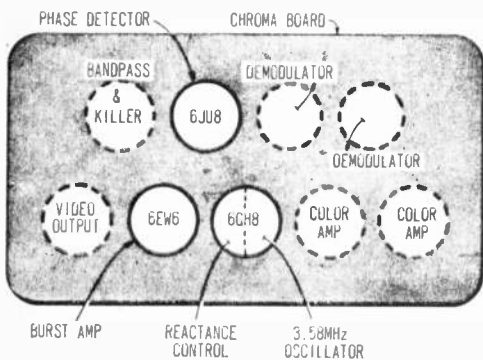 PHASE DETECTOR
CHROMA BOARD
BANDPASS
&
KILLER
6JU8
DEMODULATOR
DEMODULATOR
VIDEO
OUTPUT
6EW6
6GH8
COLOR
AMP
COLOR
AMP
BURST AMP
REACTANCE
CONTROL
3.58MHz
OSCILLATOR